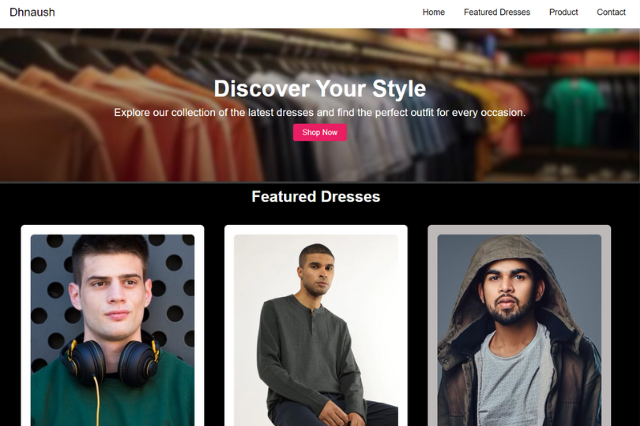 Dhnaush
Home Featured Dresses Product Contact
Discover Your Style
Explore our collection of the latest dresses and find the perfect outfit for every occasion.
Shop Now
Featured Dresses